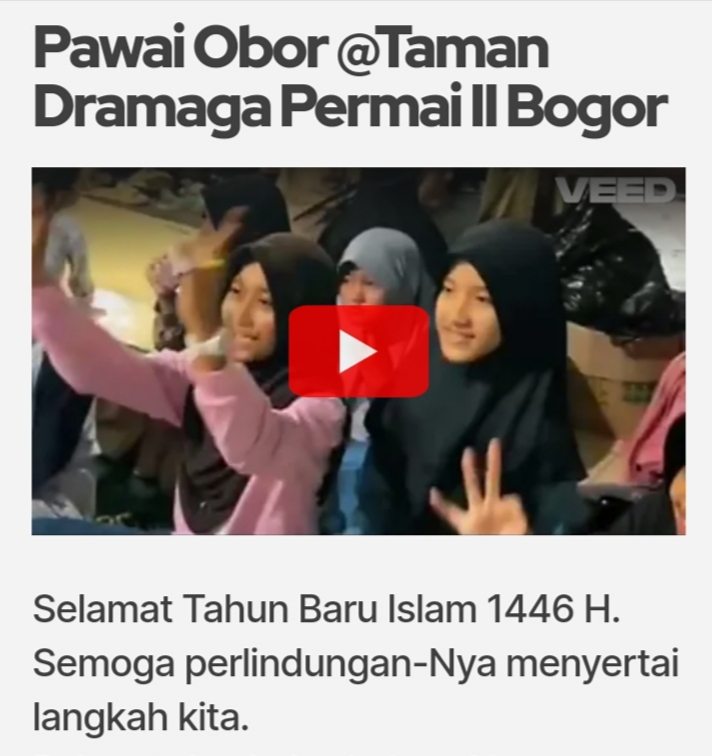 Pawai Obor @Taman
Dramaga Permai II Bogor
VEED
Selamat Tahun Baru Islam 1446 H.
Semoga perlindungan-Nya menyertai
langkah kita.